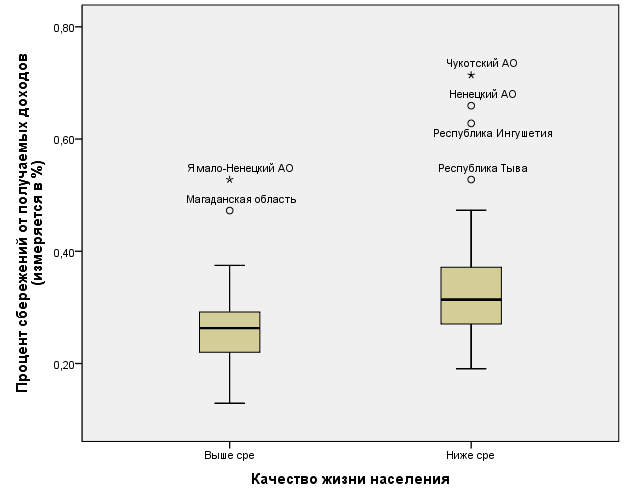 0,80
0,60
0,40
0,20
Процент сбережений от получаемых доходов
(измеряется в %)
Чукотский АО
Ненецкий АО
Республика Ингушетия
Ямало-Ненецкий АО
Республика Тыва
Магаданская область
Выше сре
Ниже сре
Качество жизни населения